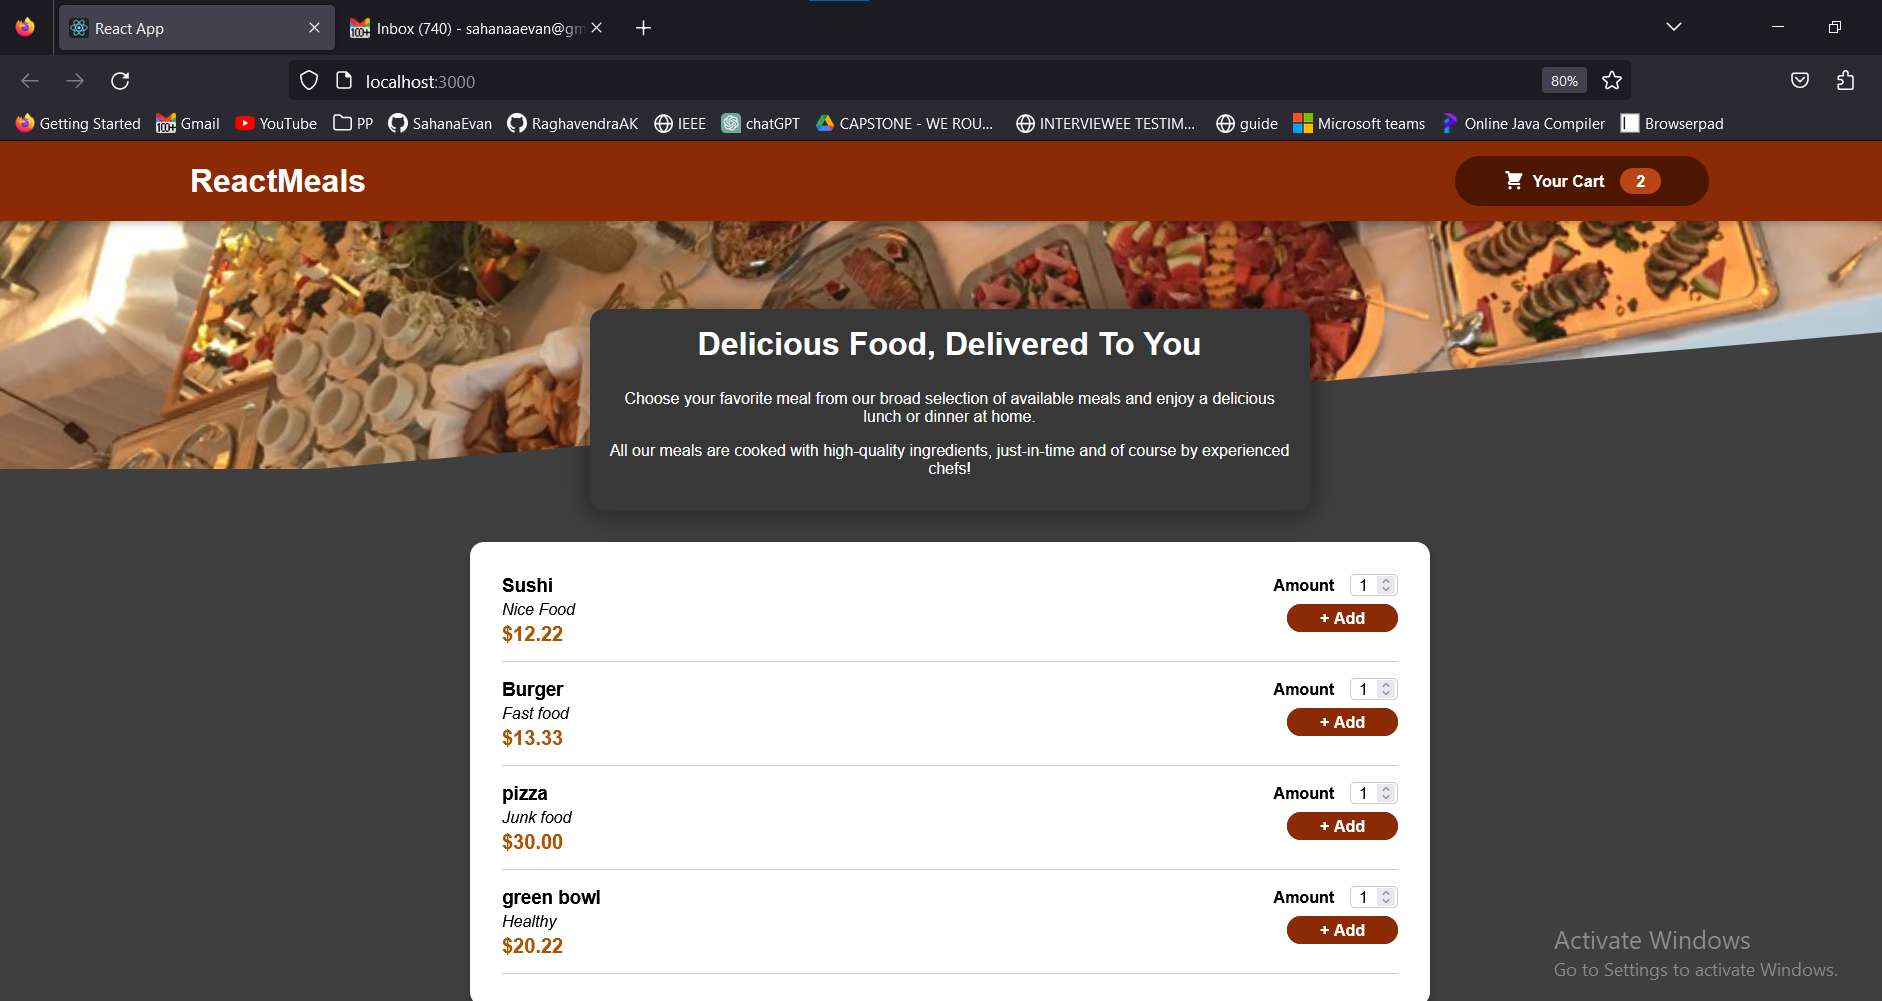 React App
Inbox (740) - sahanaaevan@gm
localhost:3000
80%
Getting Started
Gmail
YouTube
PP
SahanaEvan
RaghavendraAK
IEEE
chatGPT
CAPSTONE - WE ROU...
INTERVIEWEE TESTIM...
guide
Microsoft teams
Online Java Compiler
Browserpad
ReactMeals
Your Cart 2
Delicious Food, Delivered To You
Choose your favorite meal from our broad selection of available meals and enjoy a delicious
lunch or dinner at home.
All our meals are cooked with high-quality ingredients, just-in-time and of course by experienced
chefs!
Sushi
Nice Food
$12.22
Amount 1
+ Add
Burger
Fast food
$13.33
Amount 1
+ Add
pizza
Junk food
$30.00
Amount 1
+ Add
green bowl
Healthy
$20.22
Amount 1
+ Add
Activate Windows
Go to Settings to activate Windows.